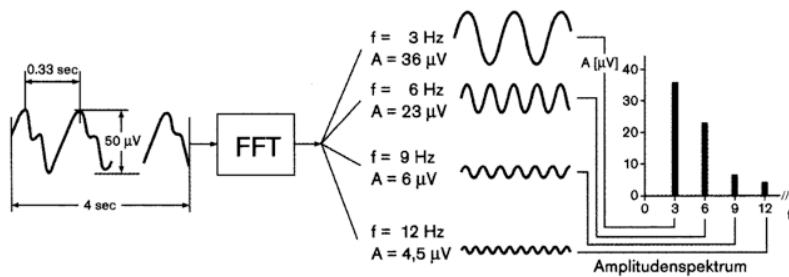 0.33 sec
50 µV
4 sec
FFT
f = 3 Hz
A = 36 µV
f = 6 Hz
A = 23 µV
f = 9 Hz
A = 6 µV
f = 12 Hz
A = 4,5 µV
A [µV]
40
30
20
10
0
0 3 6 9 12 //
f
Amplitudenspektrum